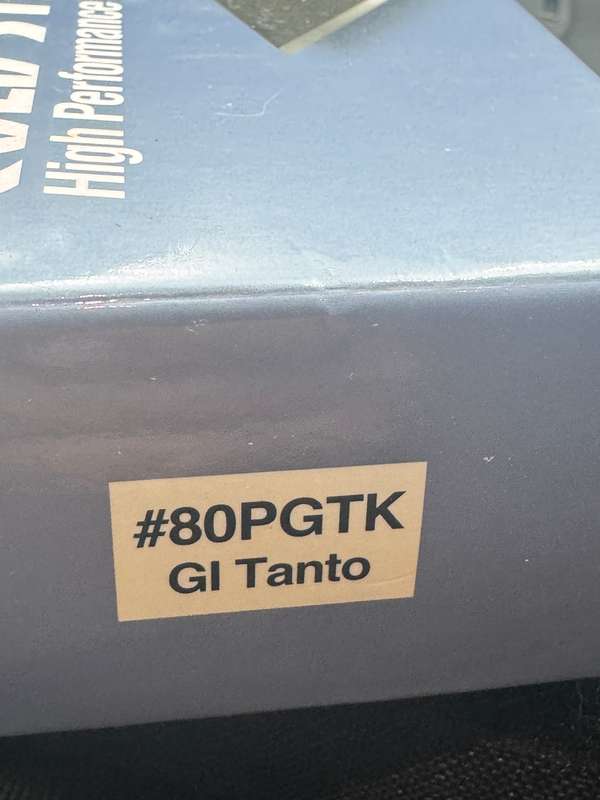 High Performance
#80PGTK
GI Tanto